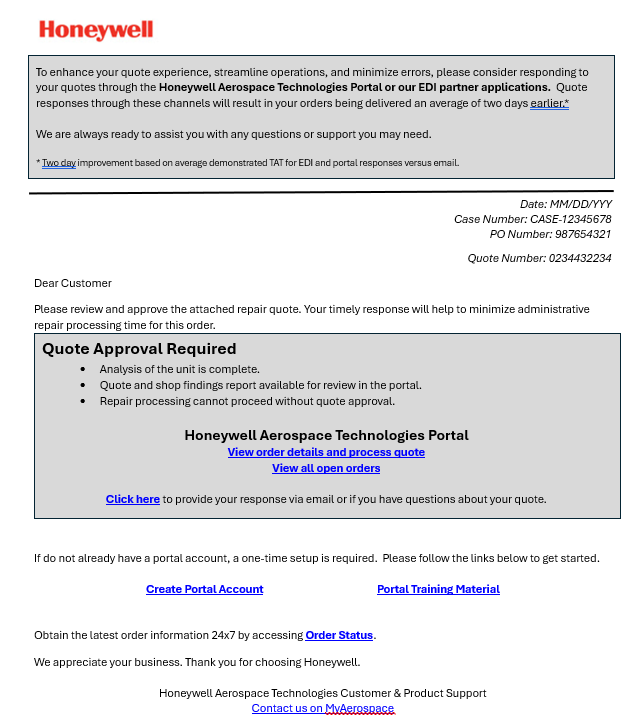 Honeywell
To enhance your quote experience, streamline operations, and minimize errors, please consider responding to
your quotes through the Honeywell Aerospace Technologies Portal or our EDI partner applications.  Quote
responses through these channels will result in your orders being delivered an average of two days earlier.*
We are always ready to assist you with any questions or support you may need.
* Two day improvement based on average demonstrated TAT for EDI and portal responses versus email.
Date: MM/DD/YYY
Case Number: CASE-12345678
PO Number: 987654321
Quote Number: 0234432234
Dear Customer
Please review and approve the attached repair quote. Your timely response will help to minimize administrative
repair processing time for this order.
Quote Approval Required
• Analysis of the unit is complete.
• Quote and shop findings report available for review in the portal.
• Repair processing cannot proceed without quote approval.
Honeywell Aerospace Technologies Portal
View order details and process quote
View all open orders
Click here to provide your response via email or if you have questions about your quote.
If do not already have a portal account, a one-time setup is required.  Please follow the links below to get started.
Create Portal Account Portal Training Material
Obtain the latest order information 24x7 by accessing Order Status.
We appreciate your business. Thank you for choosing Honeywell.
Honeywell Aerospace Technologies Customer & Product Support
Contact us on MyAerospace